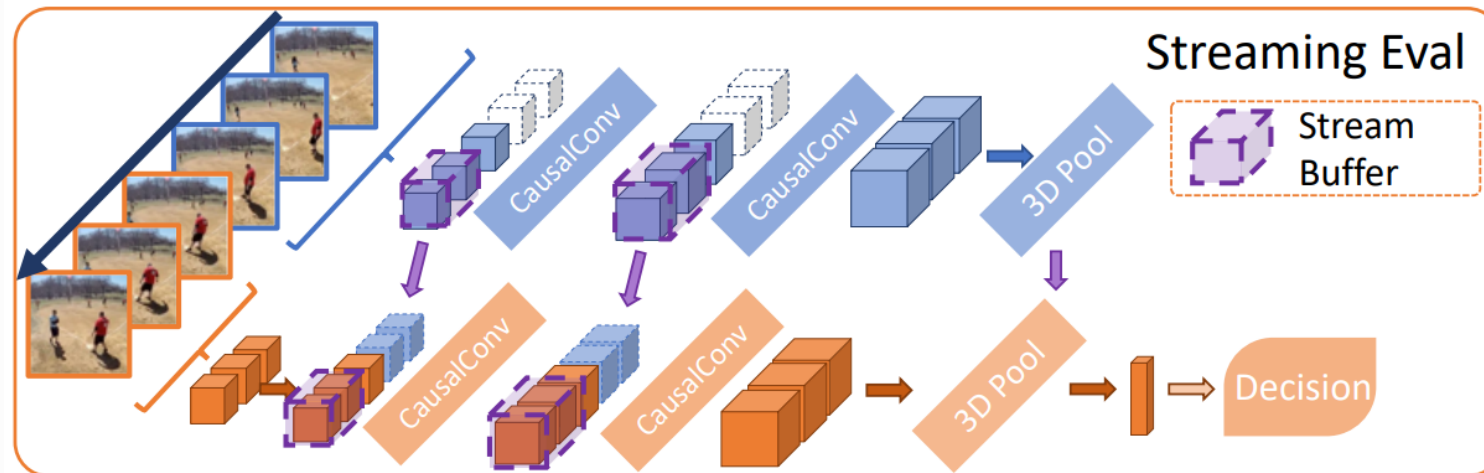 Streaming Eval
Stream
Buffer
CausalConv
CausalConv
3D Pool
CausalConv
CausalConv
3D Pool
Decision